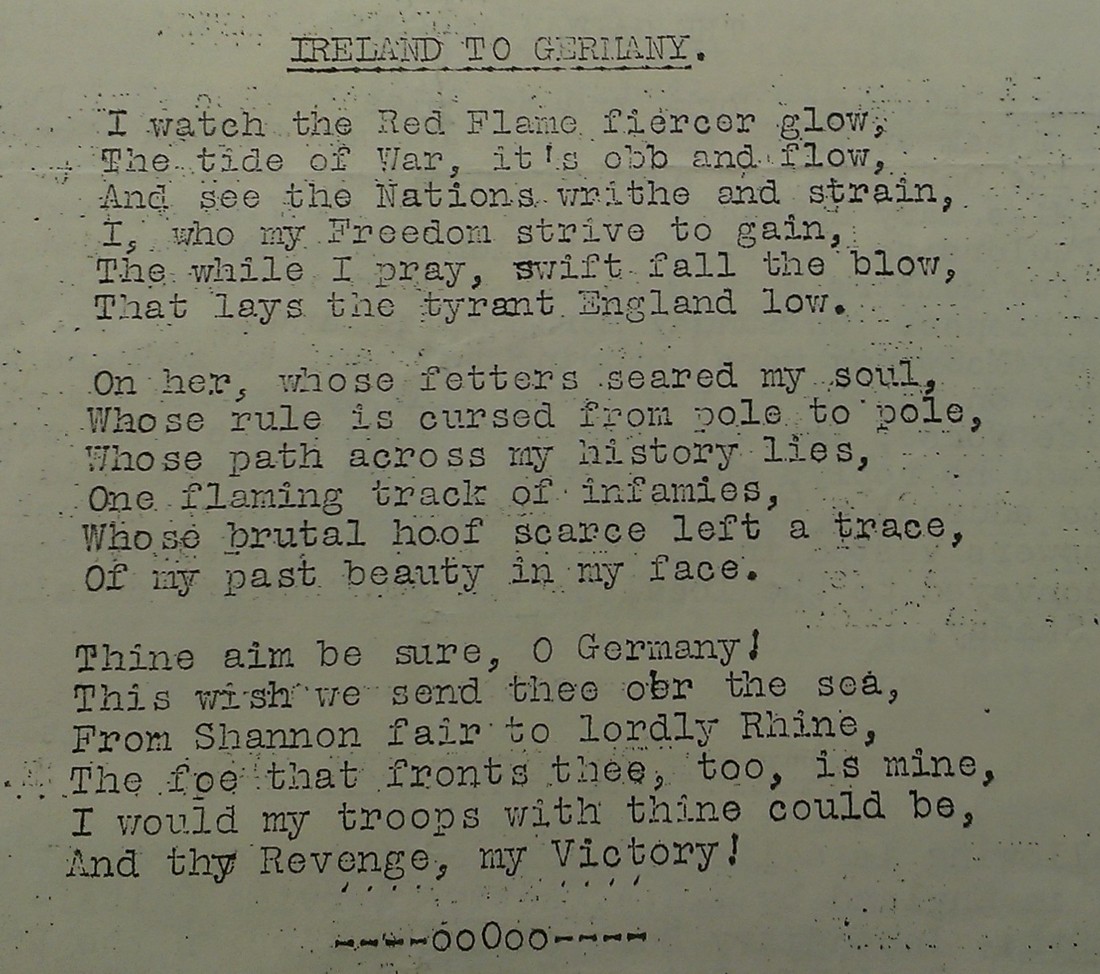 IRELAND TO GERMANY.
I watch the Red Flame fiercer glow,
The tide of War, it's ebb and flow,
And see the Nations writhe and strain,
I, who my Freedom strive to gain,
The while I pray, swift fall the blow,
That lays the tyrant England low.
On her, whose fetters seared my soul,
Whose rule is cursed from pole to pole,
Whose path across my history lies,
One flaming track of infamies,
Whose brutal hoof scarce left a trace,
Of my past beauty in my face.
Thine aim be sure, O Germany!
This wish we send thee o'er the sea,
From Shannon fair to lordly Rhine,
The foe that fronts thee, too, is mine,
I would my troops with thine could be,
And thy Revenge, my Victory!
----ooOoo----